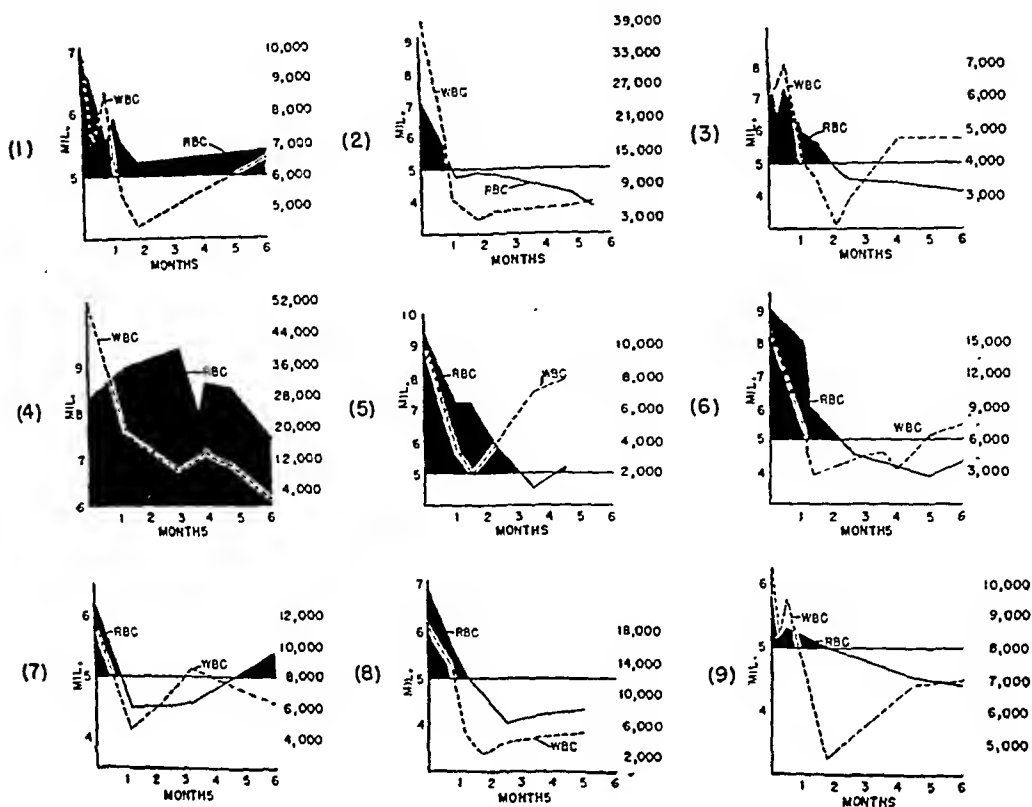 (1)
MIL.
7
6
5
WBC
RBC
10,000
9,000
8,000
7,000
6,000
5,000
1 2 3 4 5 6
MONTHS
(2)
MIL.
9
8
7
6
5
4
WBC
RBC
39,000
33,000
27,000
21,000
15,000
9,000
3,000
1 2 3 4 5 6
MONTHS
(3)
MIL.
8
7
6
5
4
WBC
RBC
7,000
6,000
5,000
4,000
3,000
1 2 3 4 5 6
MONTHS
(4)
MIL.
9
8
7
6
WBC
RBC
52,000
44,000
36,000
28,000
20,000
12,000
4,000
1 2 3 4 5 6
MONTHS
(5)
MIL.
10
9
8
7
6
5
RBC
WBC
10,000
8,000
6,000
4,000
2,000
1 2 3 4 5 6
MONTHS
(6)
MIL.
9
8
7
6
5
4
RBC
WBC
15,000
12,000
9,000
6,000
3,000
1 2 3 4 5 6
MONTHS
(7)
MIL.
6
5
4
RBC
WBC
12,000
10,000
8,000
6,000
4,000
1 2 3 4 5 6
MONTHS
(8)
MIL.
7
6
5
4
RBC
WBC
18,000
14,000
10,000
6,000
2,000
1 2 3 4 5 6
MONTHS
(9)
MIL.
6
5
4
WBC
RBC
10,000
9,000
8,000
7,000
6,000
5,000
1 2 3 4 5 6
MONTHS